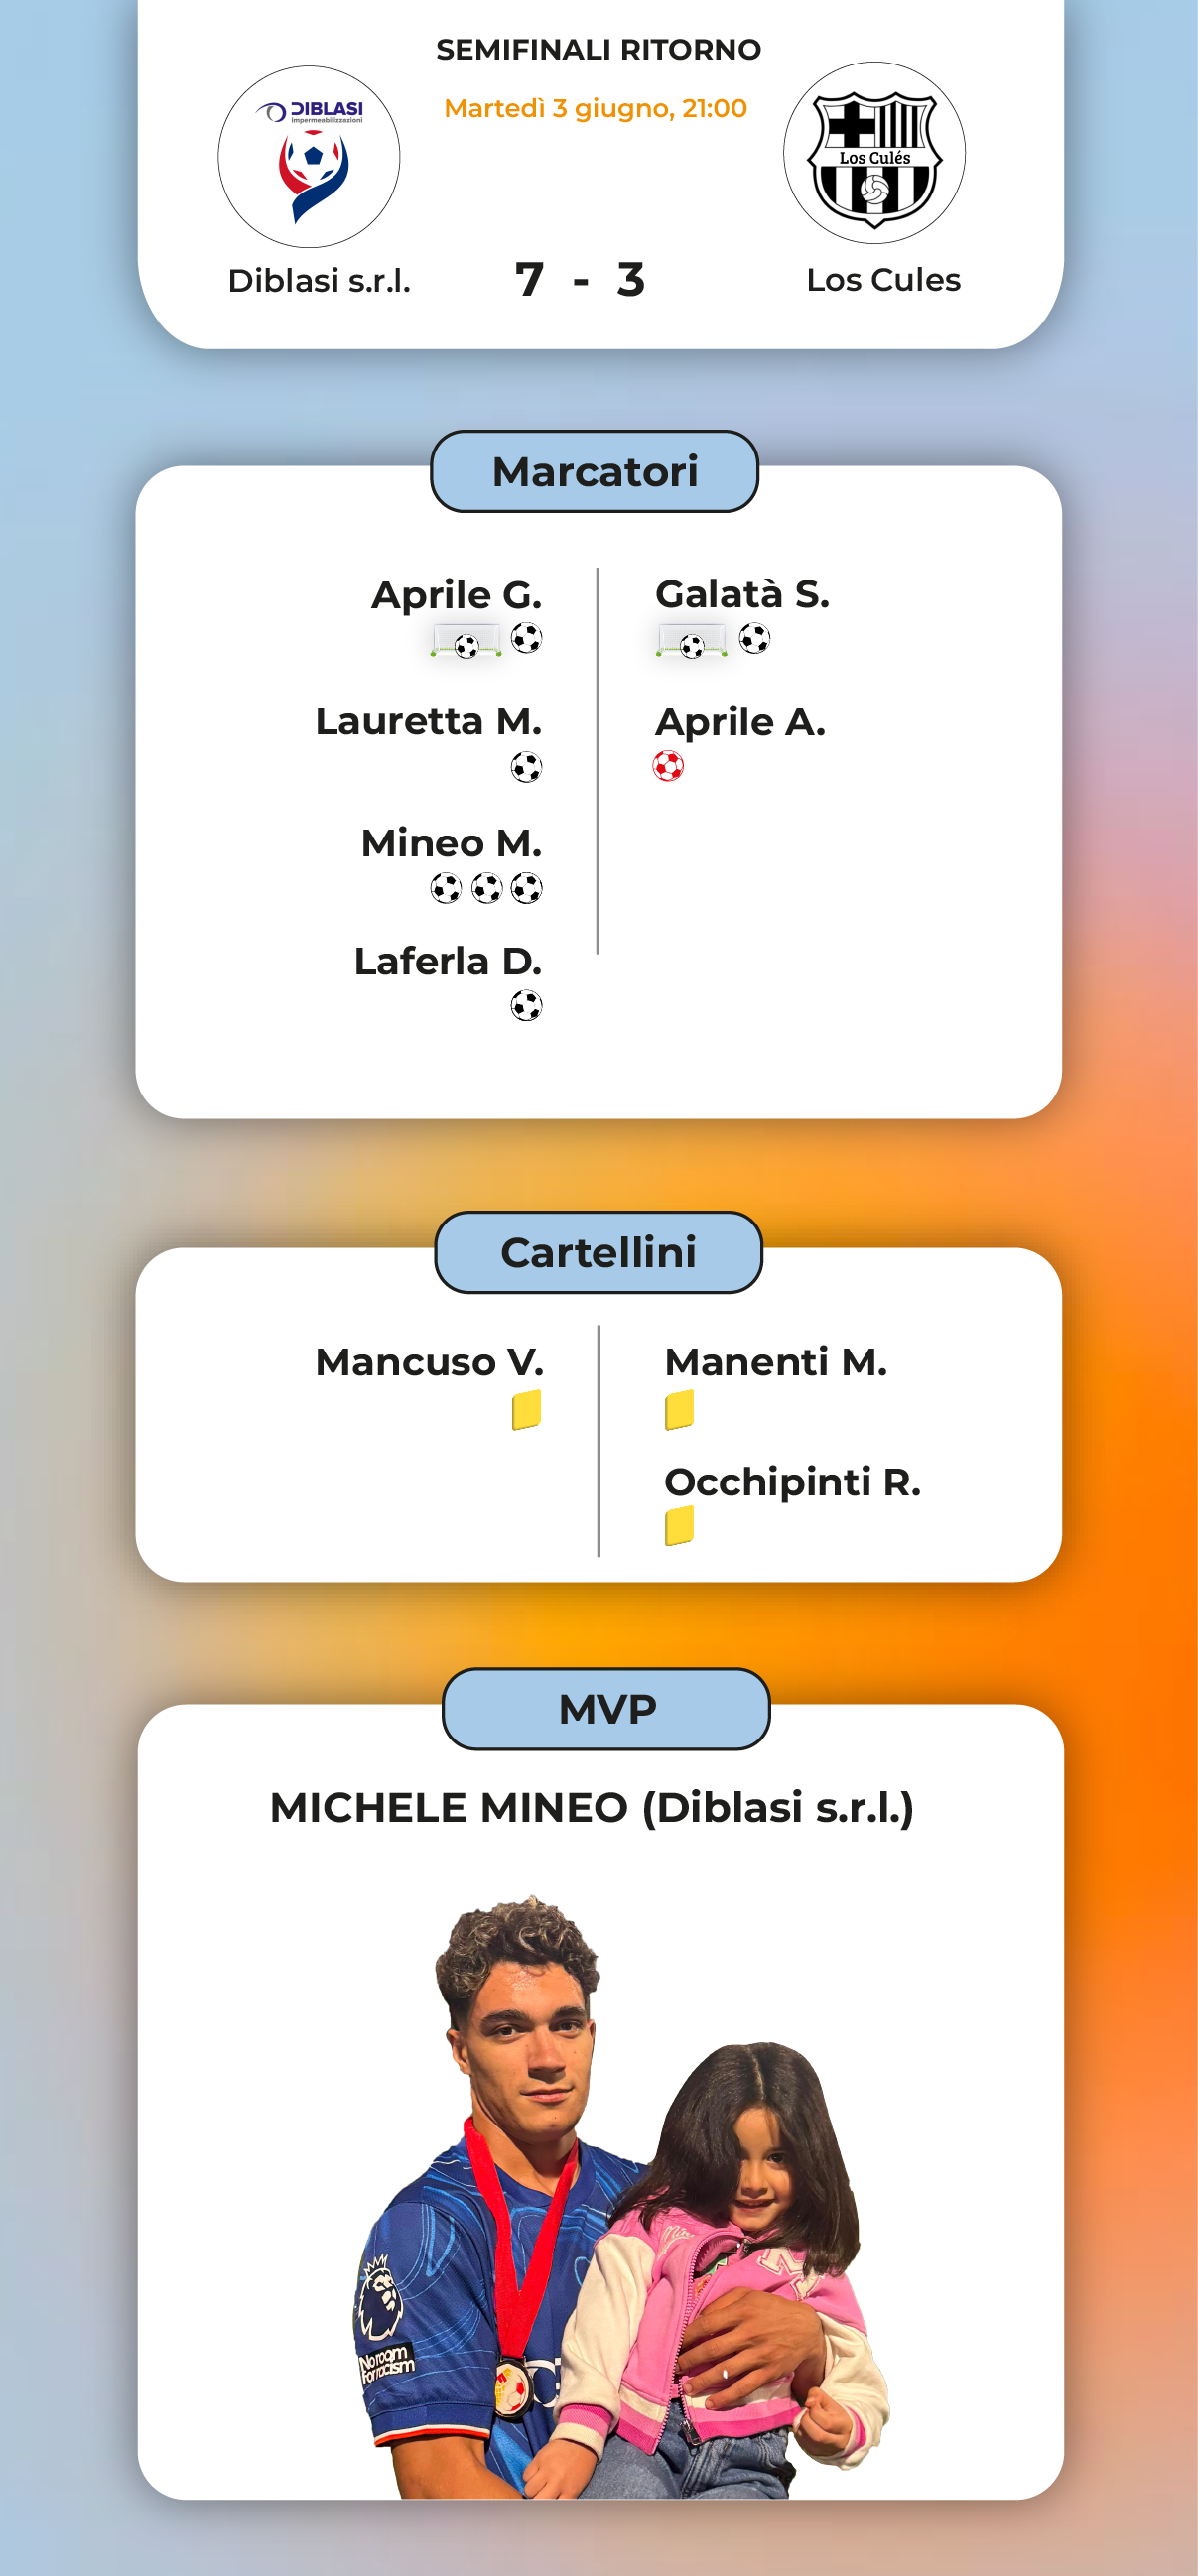 SEMIFINALI RITORNO
Martedì 3 giugno, 21:00
DIBLASI
impermeabilizzazioni
Los Culés
Diblasi s.r.l.
7 - 3
Los Cules
Marcatori
Aprile G.
Galatà S.
Lauretta M.
Aprile A.
Mineo M.
Laferla D.
Cartellini
Mancuso V.
Manenti M.
Occhipinti R.
MVP
MICHELE MINEO (Diblasi s.r.l.)
No room
For racism